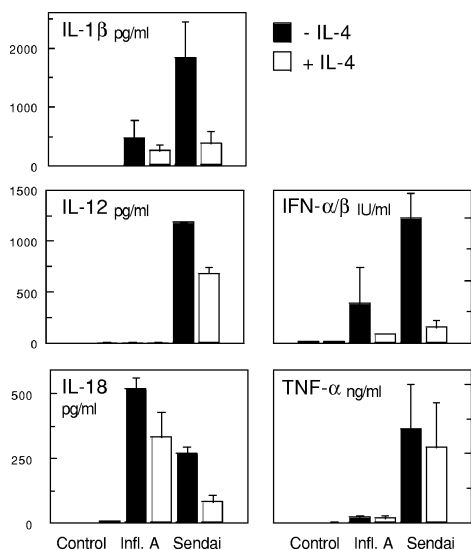 IL-1β pg/ml
2000
1000
0
- IL-4
+ IL-4
IL-12 pg/ml
1500
1000
500
0
IFN-α/β IU/ml
IL-18
pg/ml
500
250
0
TNF-α ng/ml
Control Infl. A Sendai
Control Infl. A Sendai